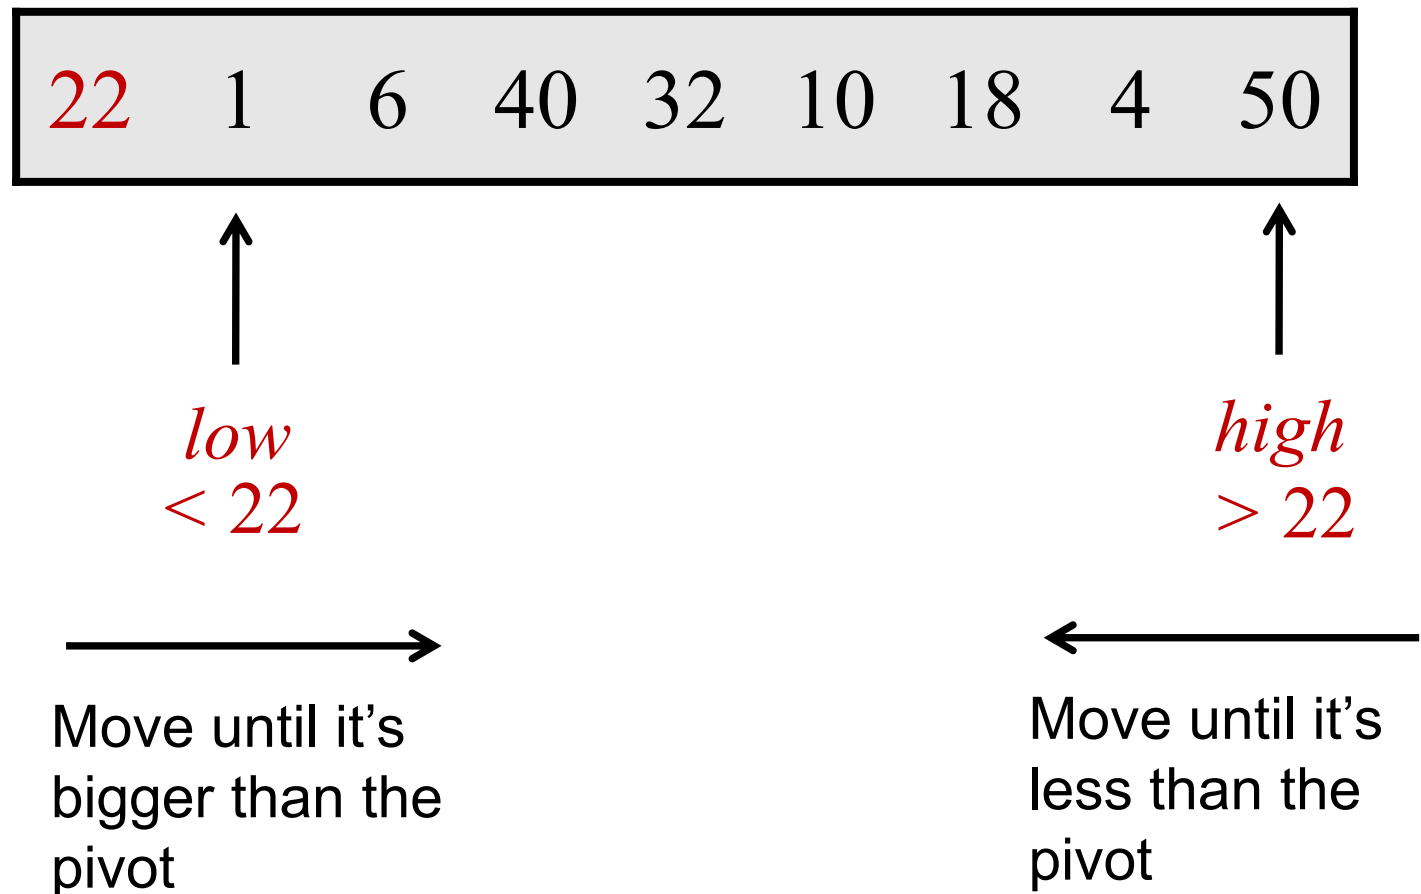 22 1 6 40 32 10 18 4 50
low
< 22
high
> 22
Move until it’s
bigger than the
pivot
Move until it’s
less than the
pivot